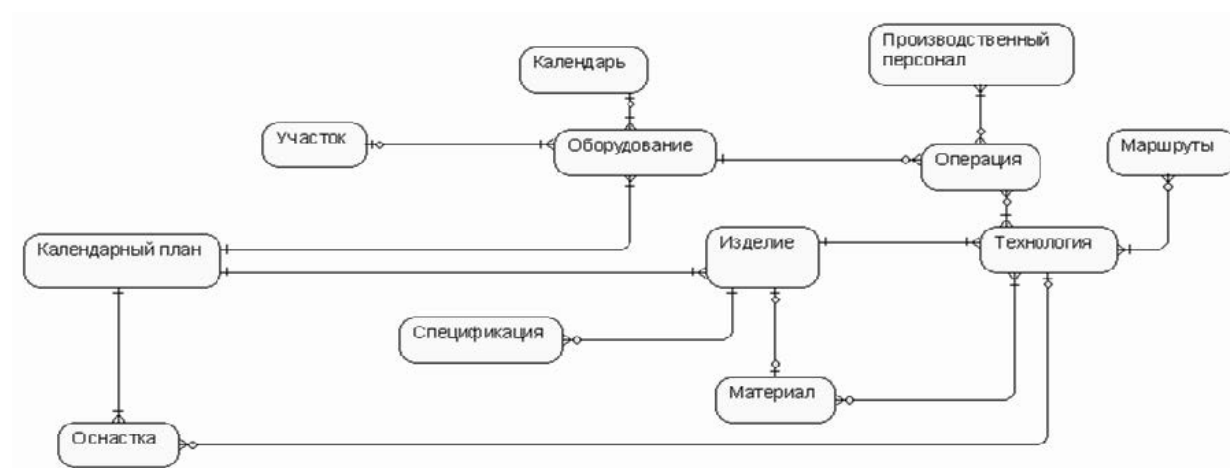 Производственный
персонал
Календарь
Участок
Оборудование
Операция
Маршруты
Календарный план
Изделие
Технология
Спецификация
Материал
Оснастка